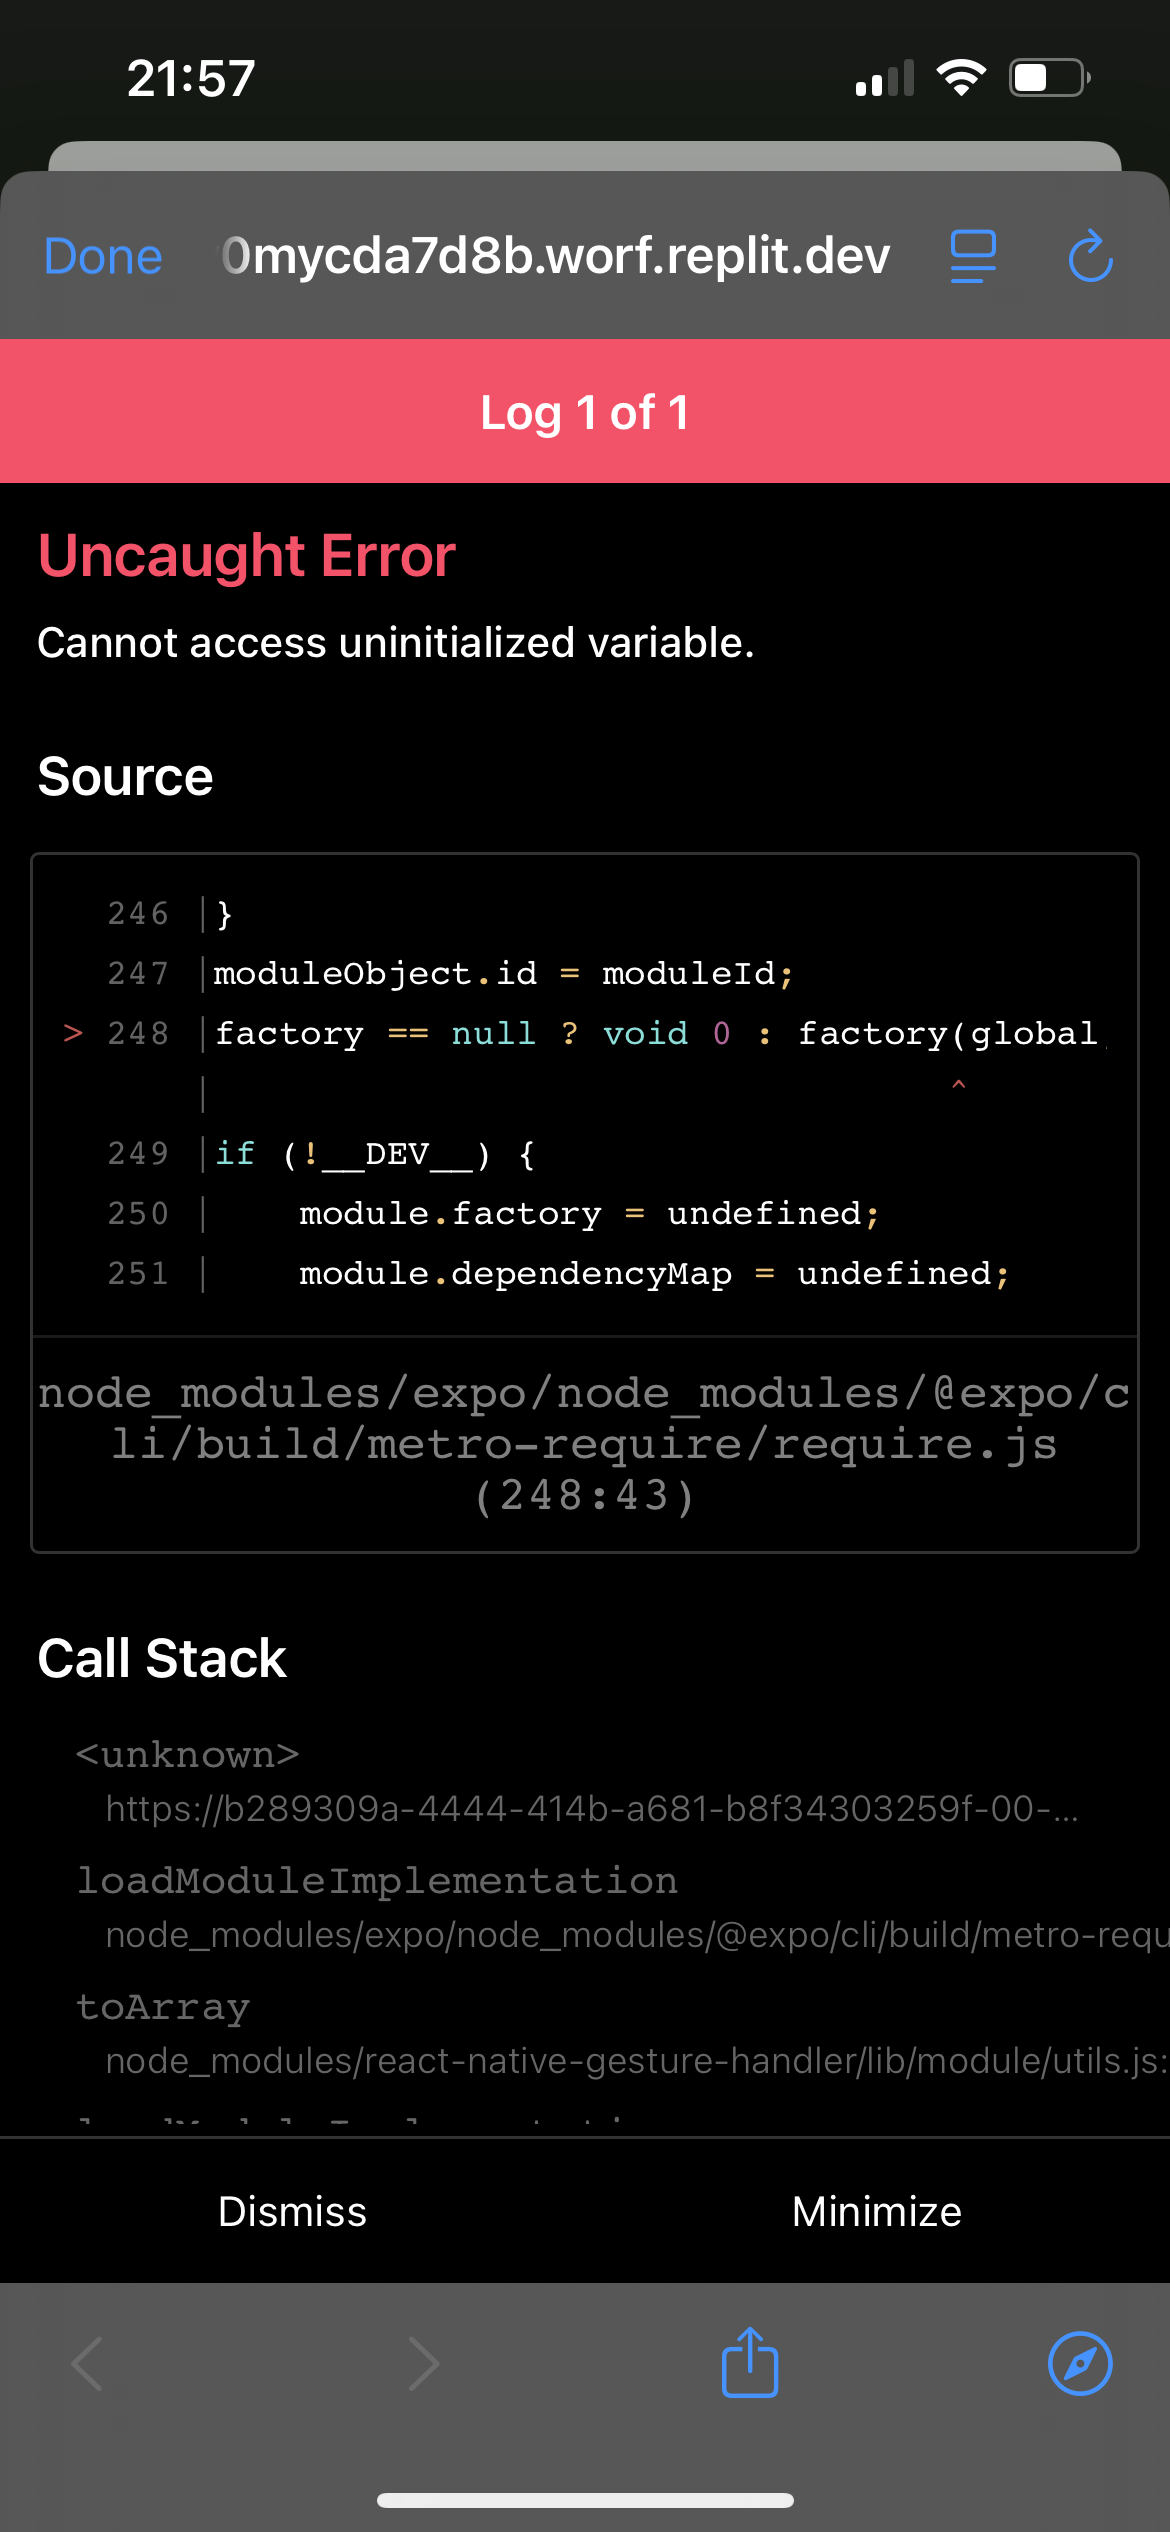 21:57
Done
0mycda7d8b.worf.replit.dev
Log 1 of 1
Uncaught Error
Cannot access uninitialized variable.
Source
246 |}
247 |moduleObject.id = moduleId;
> 248 |factory == null ? void 0 : factory(global,
| ^
249 |if (!__DEV__) {
250 | module.factory = undefined;
251 | module.dependencyMap = undefined;
node_modules/expo/node_modules/@expo/c
li/build/metro-require/require.js
(248:43)
Call Stack
<unknown>
https://b289309a-4444-414b-a681-b8f34303259f-00-...
loadModuleImplementation
node_modules/expo/node_modules/@expo/cli/build/metro-requ
toArray
node_modules/react-native-gesture-handler/lib/module/utils.js:
Dismiss
Minimize